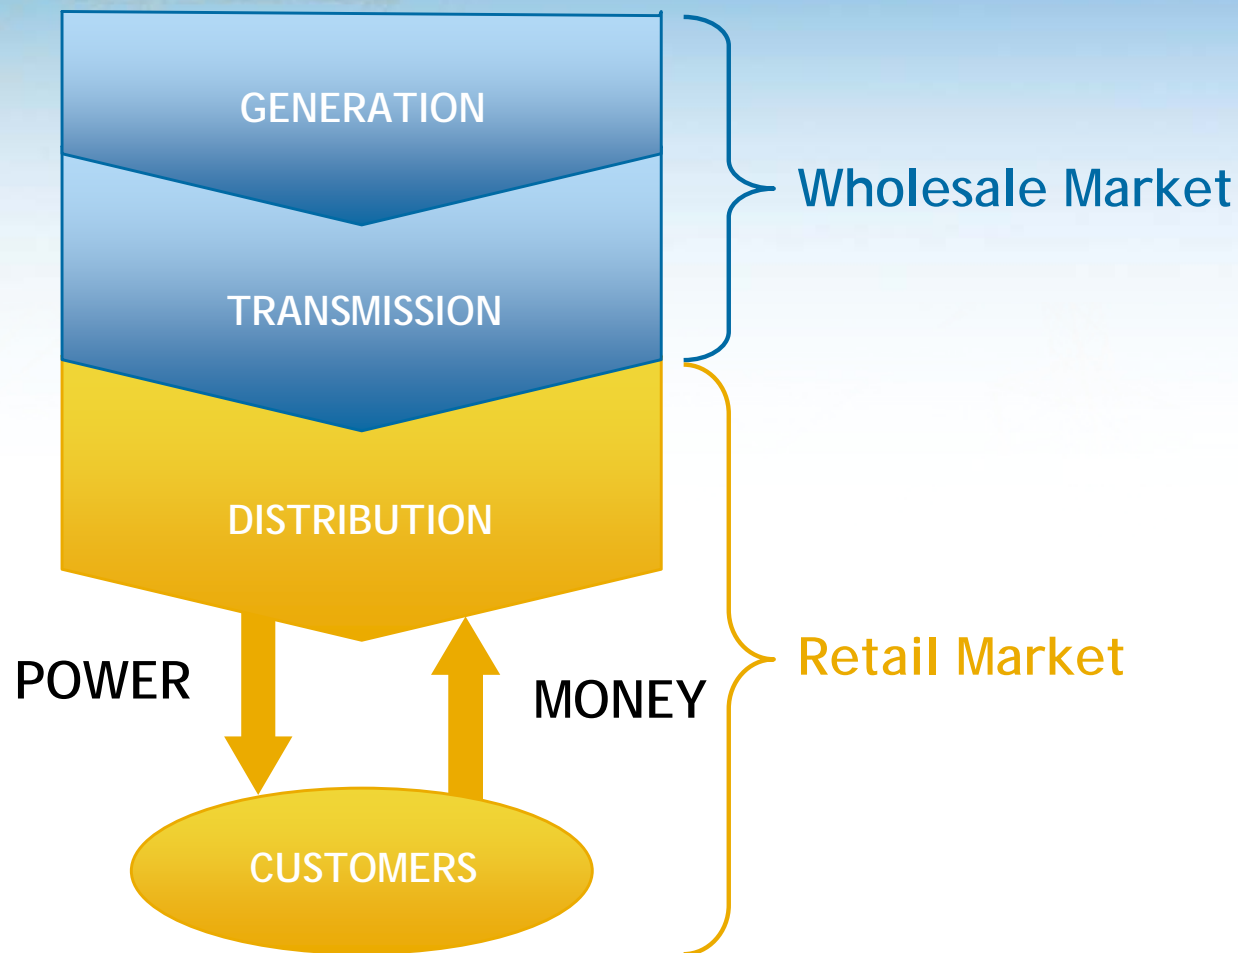 GENERATION
Wholesale Market
TRANSMISSION
DISTRIBUTION
POWER
MONEY
Retail Market
CUSTOMERS